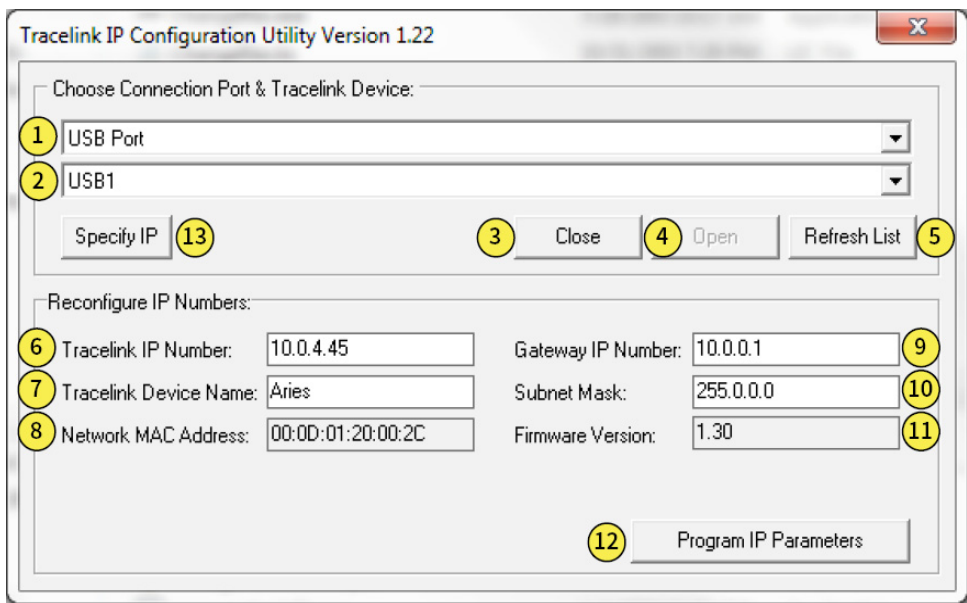 Tracelink IP Configuration Utility Version 1.22
Choose Connection Port & Tracelink Device:
1 USB Port
2 USB1
Specify IP 13 3 Close 4 Open Refresh List 5
Reconfigure IP Numbers:
6 Tracelink IP Number: 10.0.4.45 Gateway IP Number: 10.0.0.1 9
7 Tracelink Device Name: Aries Subnet Mask: 255.0.0.0 10
8 Network MAC Address: 00:0D:01:20:00:2C Firmware Version: 1.30 11
12 Program IP Parameters